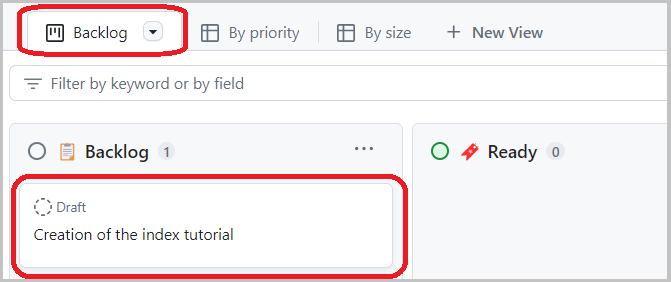 Backlog By priority By size + New View
Filter by keyword or by field
Backlog 1 ... Ready 0
Draft
Creation of the index tutorial